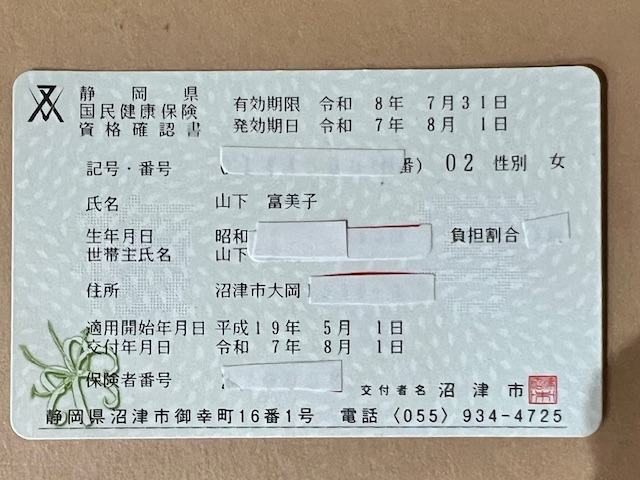 静岡県
国民健康保険
資格確認書
有効期限 令和 8年 7月31日
発効期日 令和 7年 8月 1日
記号・番号 ( 番) 02 性別 女
氏名 山下 富美子
生年月日 昭和 負担割合
世帯主氏名 山下
住所 沼津市大岡
適用開始年月日 平成19年 5月 1日
交付年月日 令和 7年 8月 1日
保険者番号
交付者名 沼津市
静岡県沼津市御幸町16番1号 電話〈055〉934-4725